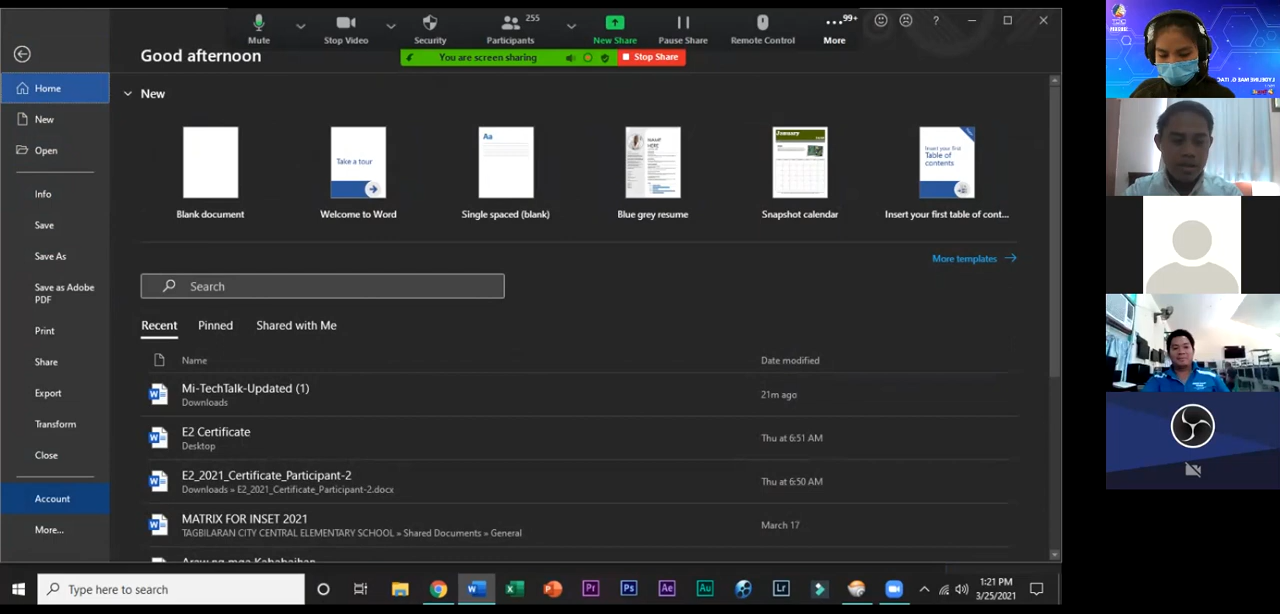 255
99+
Mute
Stop Video
Security
Participants
New Share
Pause Share
Remote Control
More
?
You are screen sharing
Stop Share
Good afternoon
Home
New
Open
Info
Save
Save As
Save as Adobe
PDF
Print
Share
Export
Transform
Close
Account
More...
New
January
Aa
Take a tour
Insert your first
Table of
contents
Blank document
Welcome to Word
Single spaced (blank)
Blue grey resume
Snapshot calendar
Insert your first table of cont...
More templates
Search
Recent
Pinned
Shared with Me
Name
Date modified
Mi-TechTalk-Updated (1)
Downloads
21m ago
E2 Certificate
Desktop
Thu at 6:51 AM
E2_2021_Certificate_Participant-2
Downloads » E2_2021_Certificate_Participant-2.docx
Thu at 6:50 AM
MATRIX FOR INSET 2021
TAGBILARAN CITY CENTRAL ELEMENTARY SCHOOL » Shared Documents » General
March 17
Type here to search
1:21 PM
3/25/2021